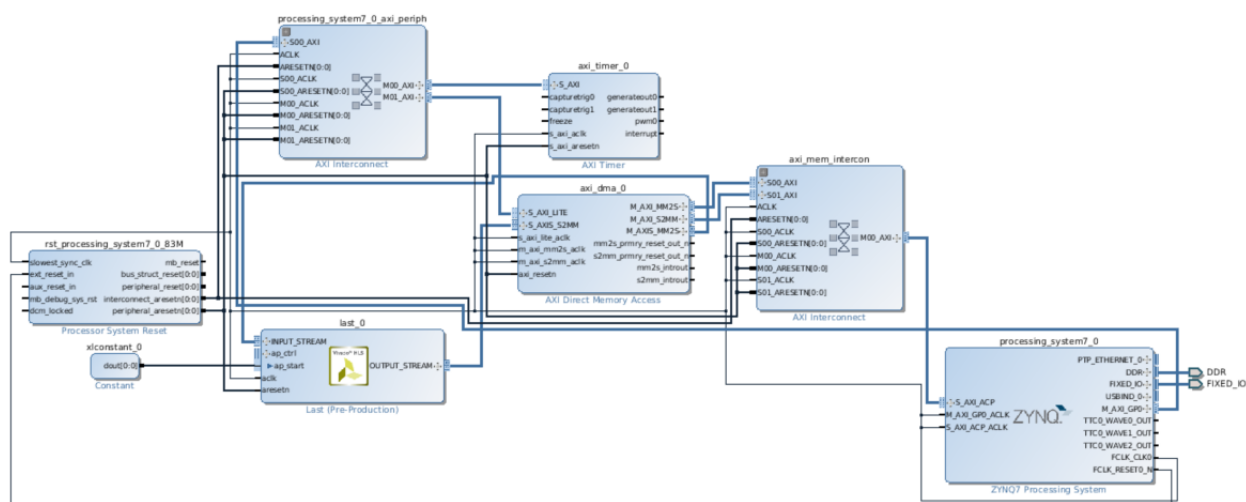 processing_system7_0_axi_periph
S00_AXI
ACLK
ARESETN[0:0]
S00_ACLK
S00_ARESETN[0:0]
M00_ACLK
M00_ARESETN[0:0]
M01_ACLK
M01_ARESETN[0:0]
M00_AXI
M01_AXI
AXI Interconnect
axi_timer_0
S_AXI
capturetrig0
capturetrig1
freeze
s_axi_aclk
s_axi_aresetn
generateout0
generateout1
pwm0
interrupt
AXI Timer
axi_dma_0
S_AXI_LITE
S_AXIS_S2MM
s_axi_lite_aclk
m_axi_mm2s_aclk
m_axi_s2mm_aclk
axi_resetn
M_AXI_MM2S
M_AXI_S2MM
M_AXIS_MM2S
mm2s_prmry_reset_out_n
s2mm_prmry_reset_out_n
mm2s_introut
s2mm_introut
AXI Direct Memory Access
axi_mem_intercon
S00_AXI
S01_AXI
ACLK
ARESETN[0:0]
S00_ACLK
S00_ARESETN[0:0]
M00_ACLK
M00_ARESETN[0:0]
S01_ACLK
S01_ARESETN[0:0]
M00_AXI
AXI Interconnect
rst_processing_system7_0_83M
slowest_sync_clk
ext_reset_in
aux_reset_in
mb_debug_sys_rst
dcm_locked
mb_reset
bus_struct_reset[0:0]
peripheral_reset[0:0]
interconnect_aresetn[0:0]
peripheral_aresetn[0:0]
Processor System Reset
xlconstant_0
dout[0:0]
Constant
last_0
INPUT_STREAM
ap_ctrl
ap_start
aclk
aresetn
Vivado™ HLS
OUTPUT_STREAM
Last (Pre-Production)
processing_system7_0
S_AXI_ACP
M_AXI_GP0_ACLK
S_AXI_ACP_ACLK
ZYNQ
PTP_ETHERNET_0
DDR
FIXED_IO
USBIND_0
M_AXI_GP0
TTC0_WAVE0_OUT
TTC0_WAVE1_OUT
TTC0_WAVE2_OUT
FCLK_CLK0
FCLK_RESET0_N
ZYNQ7 Processing System
DDR
FIXED_IO